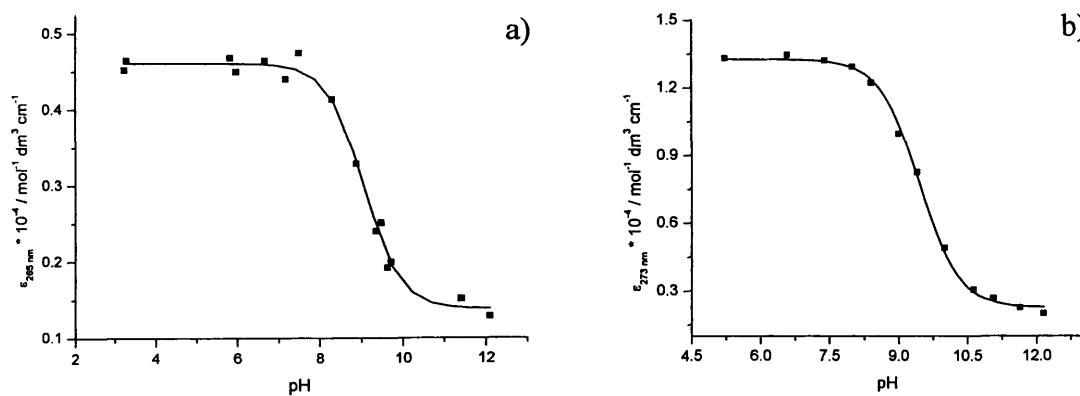 a)
0.5
0.4
0.3
0.2
0.1
2 4 6 8 10 12
pH
ε265 nm * 10⁻⁴ / mol⁻¹ dm³ cm⁻¹
b)
1.5
1.2
0.9
0.6
0.3
4.5 6.0 7.5 9.0 10.5 12.0
pH
ε273 nm * 10⁻⁴ / mol⁻¹ dm³ cm⁻¹